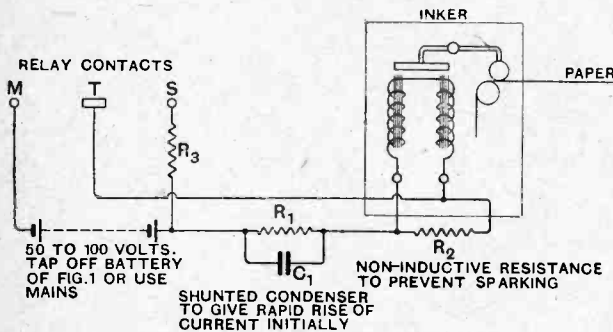 INKER
RELAY CONTACTS
M T S
PAPER
R3
R1
R2
C1
50 TO 100 VOLTS.
TAP OFF BATTERY
OF FIG.1 OR USE
MAINS
NON-INDUCTIVE RESISTANCE
TO PREVENT SPARKING
SHUNTED CONDENSER
TO GIVE RAPID RISE OF
CURRENT INITIALLY